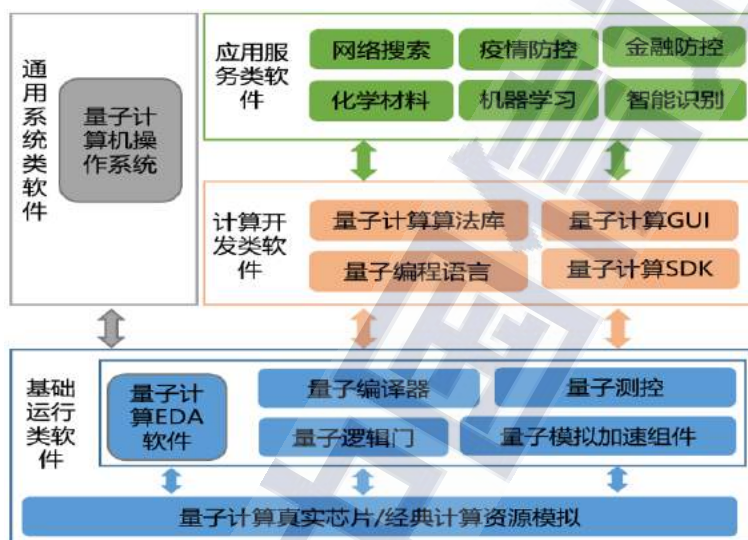 通
用
系
统
类
软
件
量子计
算机操
作系统
应用服
务类软
件
网络搜索
疫情防控
金融防控
化学材料
机器学习
智能识别
计算开
发类软
件
量子计算算法库
量子计算GUI
量子编程语言
量子计算SDK
基础
运行
类软
件
量子计
算EDA
软件
量子编译器
量子测控
量子逻辑门
量子模拟加速组件
量子计算真实芯片/经典计算资源模拟